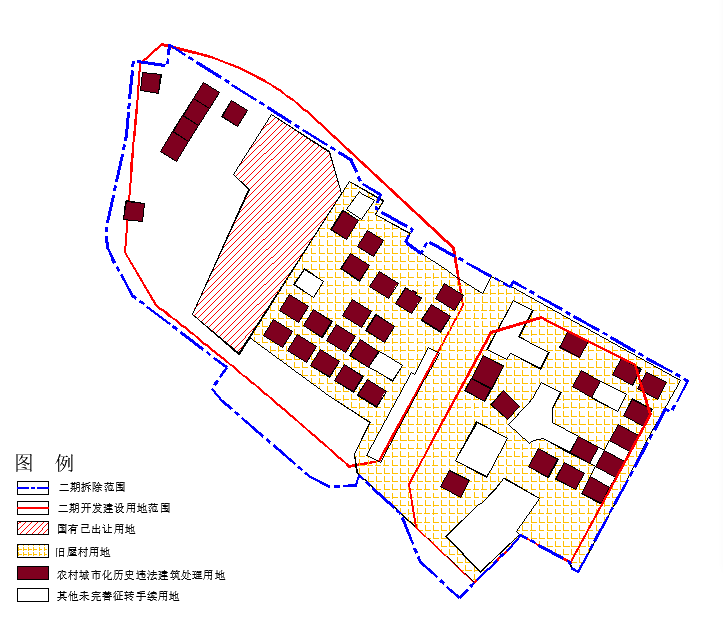 图 例
二期拆除范围
二期开发建设用地范围
国有已出让用地
旧屋村用地
农村城市化历史违法建筑处理用地
其他未完善征转手续用地